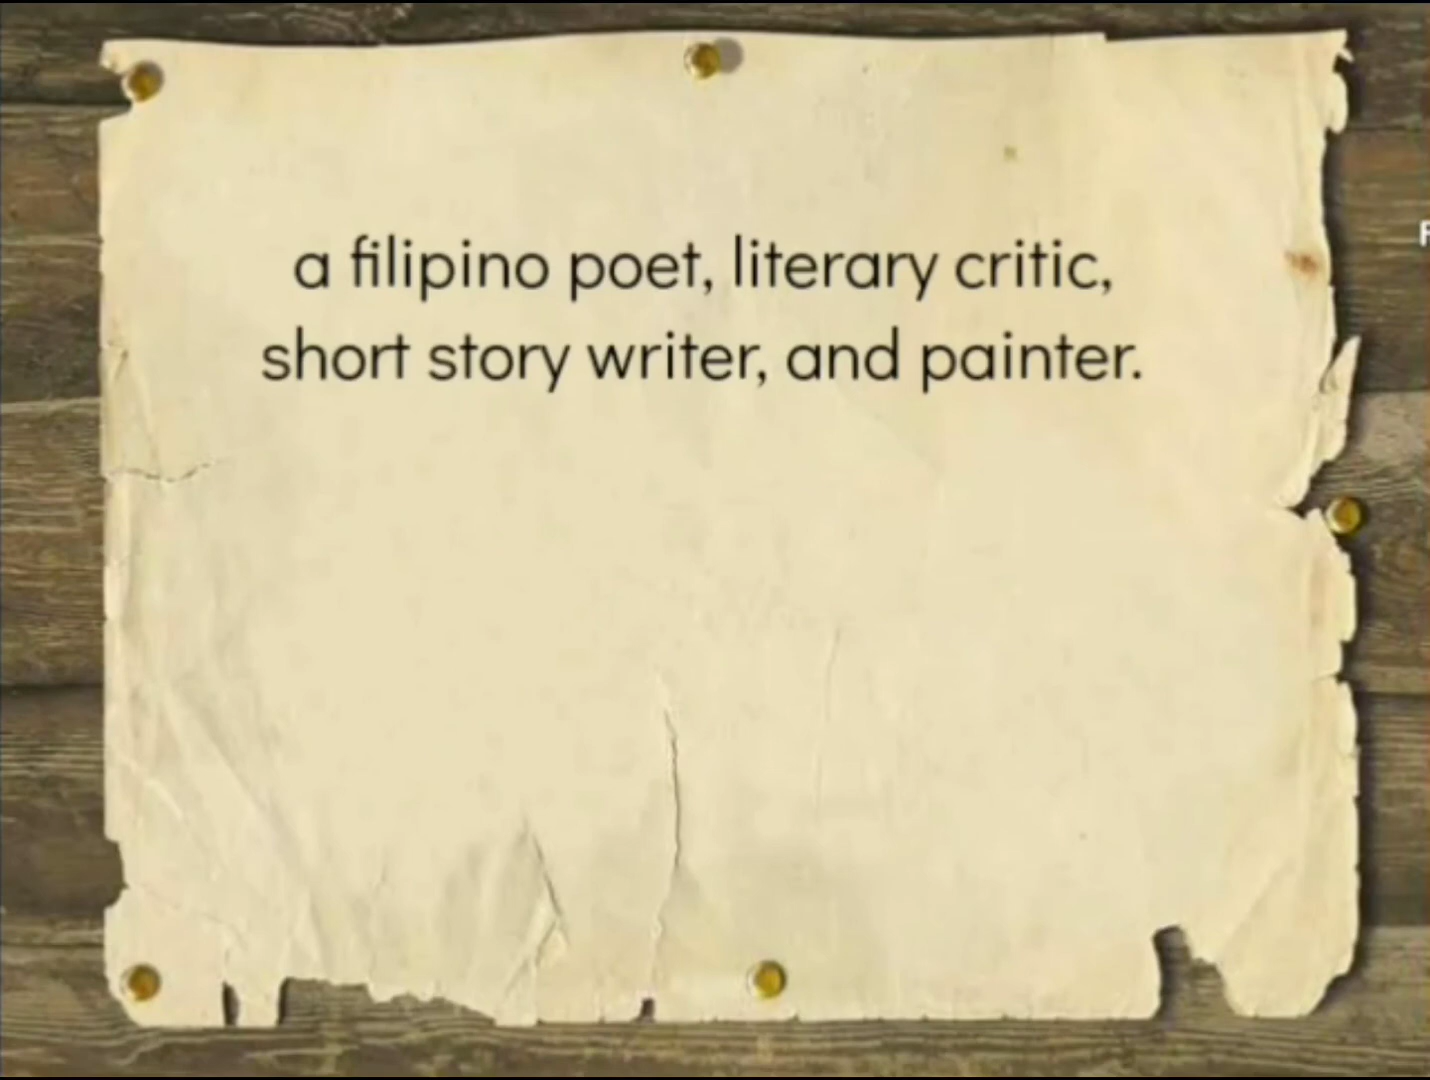 a filipino poet, literary critic,
short story writer, and painter.